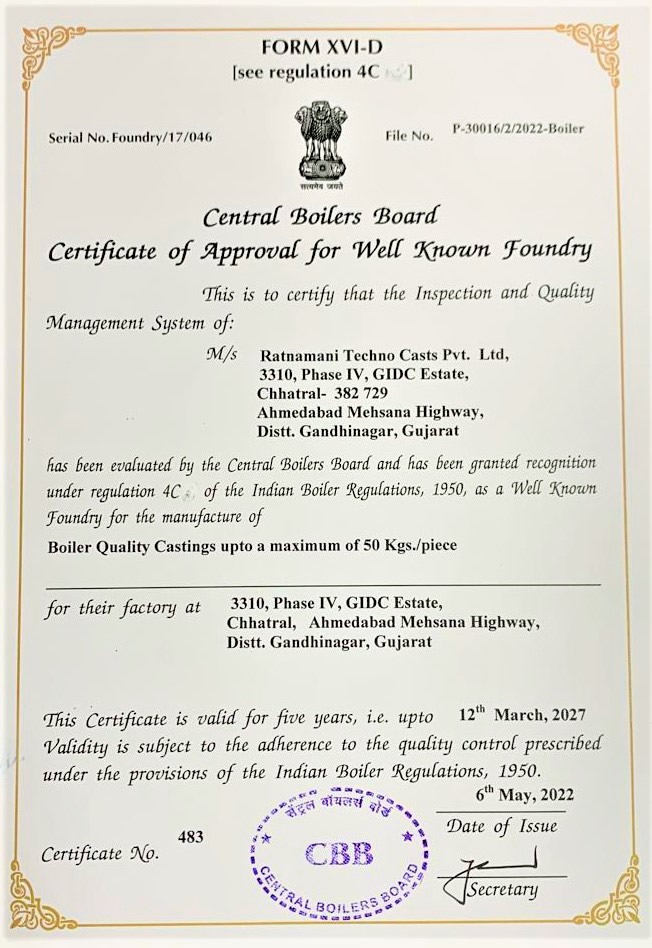 FORM XVI-D
[see regulation 4C ]
Serial No. Foundry/17/046
File No. P-30016/2/2022-Boiler
सत्यमेव जयते
Central Boilers Board
Certificate of Approval for Well Known Foundry
This is to certify that the Inspection and Quality
Management System of:
M/s Ratnamani Techno Casts Pvt. Ltd,
3310, Phase IV, GIDC Estate,
Chhatral- 382 729
Ahmedabad Mehsana Highway,
Distt. Gandhinagar, Gujarat
has been evaluated by the Central Boilers Board and has been granted recognition
under regulation 4C , of the Indian Boiler Regulations, 1950, as a Well Known
Foundry for the manufacture of
Boiler Quality Castings upto a maximum of 50 Kgs./piece
for their factory at 3310, Phase IV, GIDC Estate,
Chhatral, Ahmedabad Mehsana Highway,
Distt. Gandhinagar, Gujarat
This Certificate is valid for five years, i.e. upto 12th March, 2027
Validity is subject to the adherence to the quality control prescribed
under the provisions of the Indian Boiler Regulations, 1950.
6th May, 2022
Date of Issue
Certificate No. 483
सेंट्रल बॉयलर्स बोर्ड
CBB
CENTRAL BOILERS BOARD
Secretary